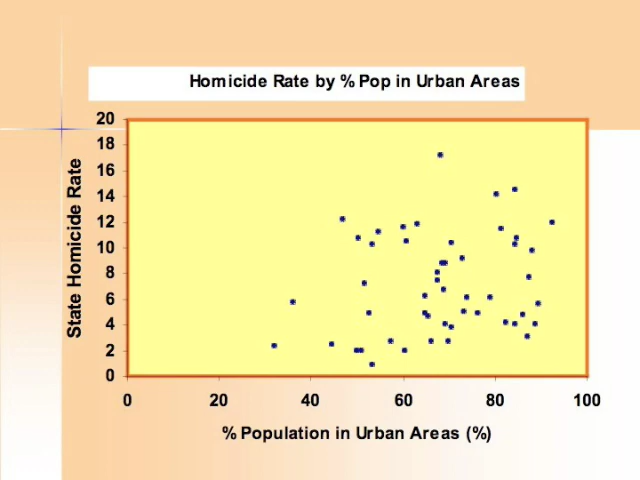 Homicide Rate by % Pop in Urban Areas
20
18
16
14
12
10
8
6
4
2
0
State Homicide Rate
0 20 40 60 80 100
% Population in Urban Areas (%)